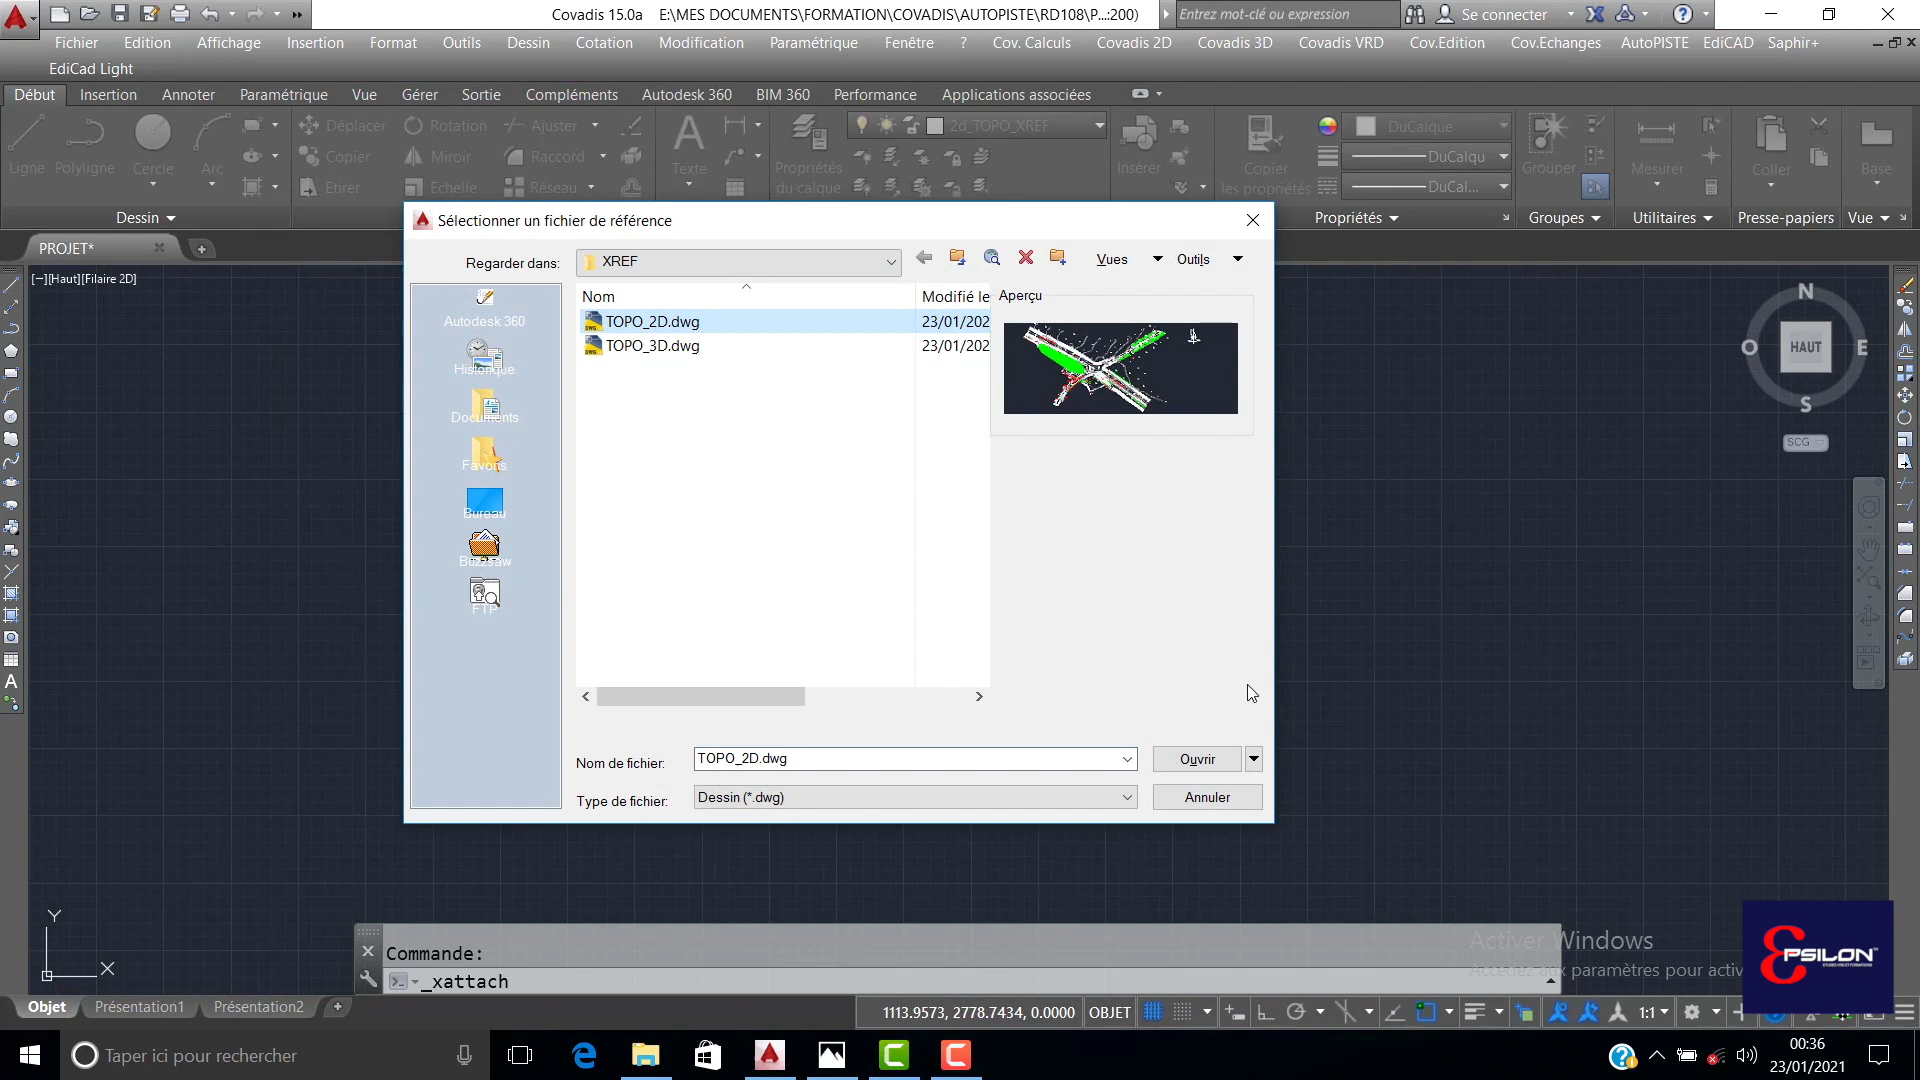 Covadis 15.0a E:\MES DOCUMENTS\FORMATION\COVADIS\AUTOPISTE\RD108\P...:200)
Entrez mot-clé ou expression
Se connecter
Fichier Edition Affichage Insertion Format Outils Dessin Cotation Modification Paramétrique Fenêtre ? Cov. Calculs Covadis 2D Covadis 3D Covadis VRD Cov.Edition Cov.Echanges AutoPISTE EdiCAD Saphir+
EdiCad Light
Début Insertion Annoter Paramétrique Vue Gérer Sortie Compléments Autodesk 360 BIM 360 Performance Applications associées
Déplacer Rotation Ajuster 2d_TOPO_XREF DuCalque
Copier Miroir Raccord DuCalqu
Ligne Polyligne Cercle Arc Texte Propriétés du calque Insérer Copier les propriétés Grouper Mesurer Coller Base
Etirer Echelle Réseau DuCal...
Dessin Propriétés Groupes Utilitaires Presse-papiers Vue
PROJET*
[−][Haut][Filaire 2D]
Sélectionner un fichier de référence
Regarder dans: XREF Vues Outils
Nom Modifié le Aperçu
TOPO_2D.dwg 23/01/202
TOPO_3D.dwg 23/01/202
Autodesk 360
Historique
Documents
Favoris
Bureau
Buzzsaw
FTP
Nom de fichier: TOPO_2D.dwg Ouvrir
Type de fichier: Dessin (*.dwg) Annuler
N
O HAUT E
S
SCG
Y
X
Commande:
_xattach
Activer Windows
Accédez aux paramètres pour activ
EPSILON
Objet Présentation1 Présentation2
1113.9573, 2778.7434, 0.0000 OBJET 1:1
Taper ici pour rechercher
00:36
23/01/2021